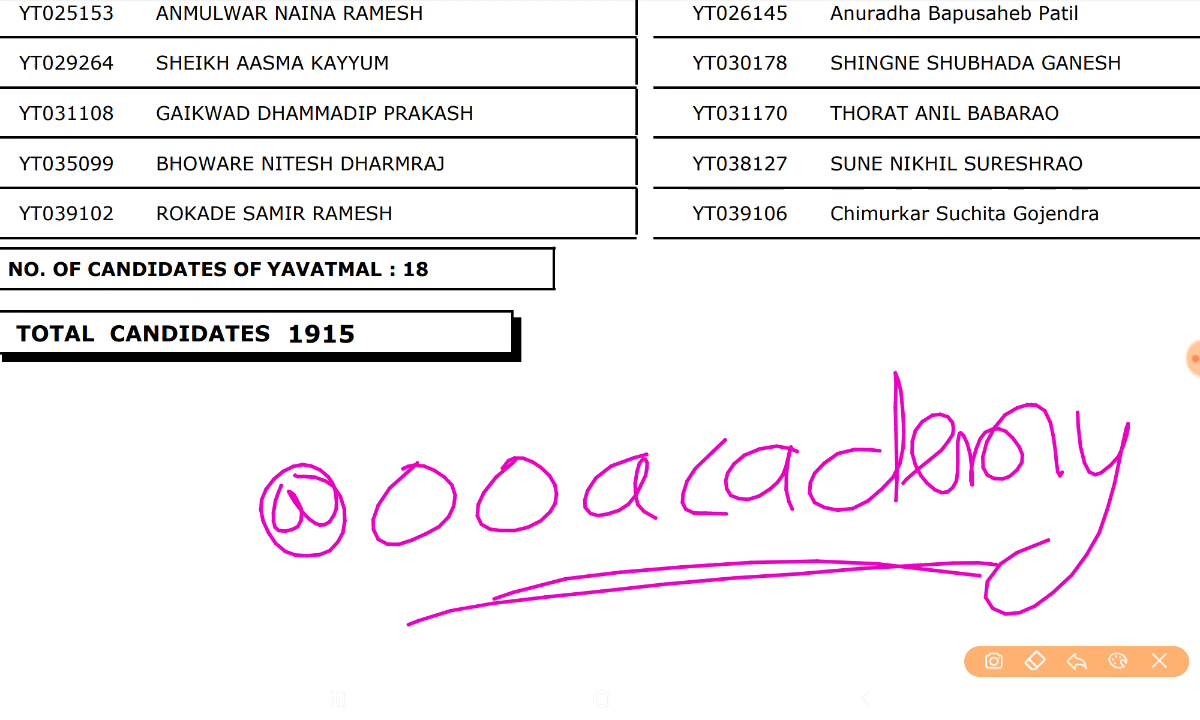 YT025153 ANMULWAR NAINA RAMESH YT026145 Anuradha Bapusaheb Patil
YT029264 SHEIKH AASMA KAYYUM YT030178 SHINGNE SHUBHADA GANESH
YT031108 GAIKWAD DHAMMADIP PRAKASH YT031170 THORAT ANIL BABARAO
YT035099 BHOWARE NITESH DHARMRAJ YT038127 SUNE NIKHIL SURESHRAO
YT039102 ROKADE SAMIR RAMESH YT039106 Chimurkar Suchita Gojendra
NO. OF CANDIDATES OF YAVATMAL : 18
TOTAL CANDIDATES 1915